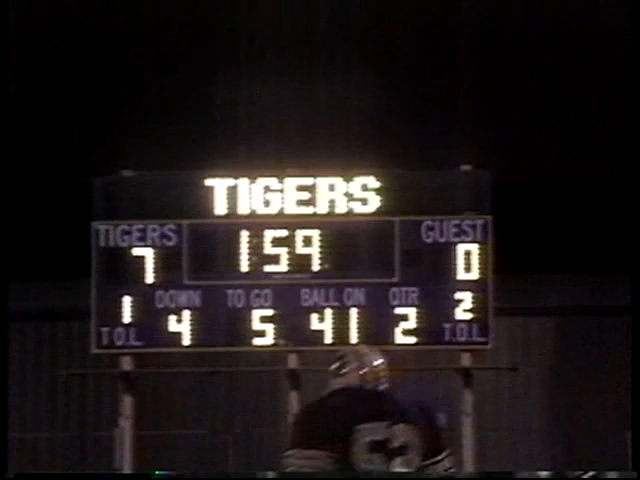 TIGERS
TIGERS 159 GUEST
7 0
1 DOWN TO GO BALL ON QTR 2
T.O.L. 4 5 41 2 T.O.L.